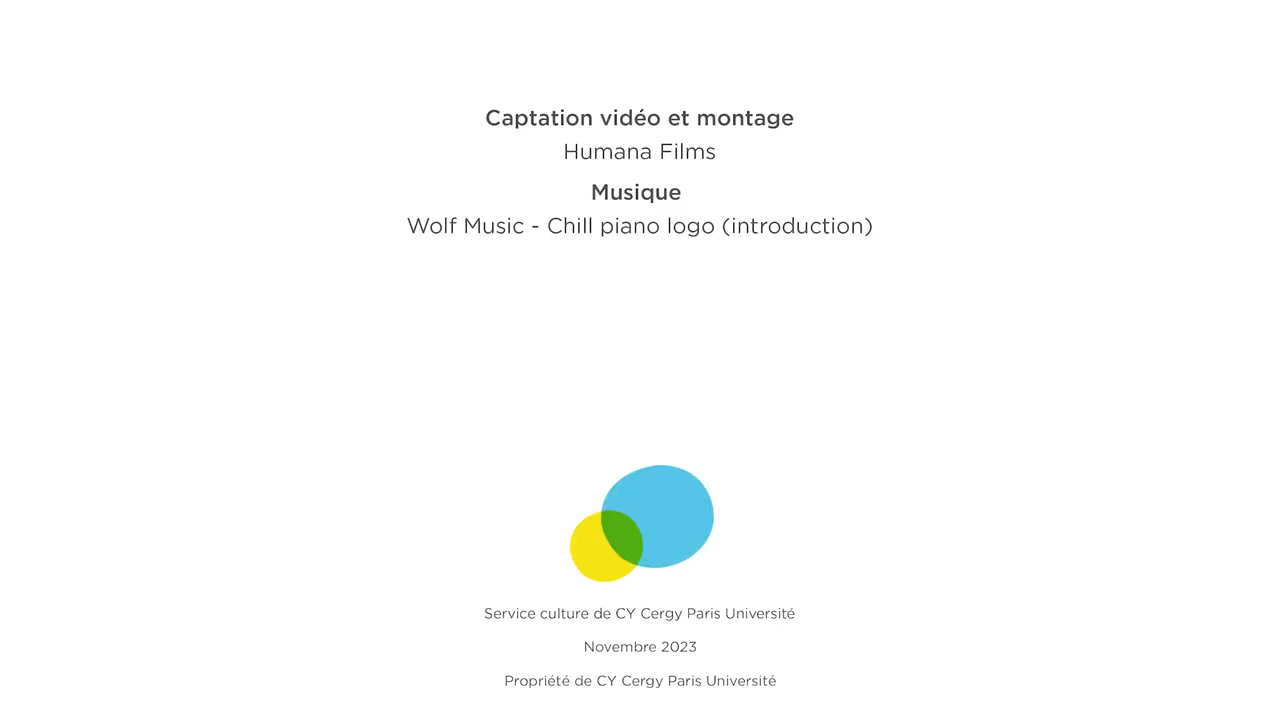 Captation vidéo et montage
Humana Films
Musique
Wolf Music - Chill piano logo (introduction)
Service culture de CY Cergy Paris Université
Novembre 2023
Propriété de CY Cergy Paris Université